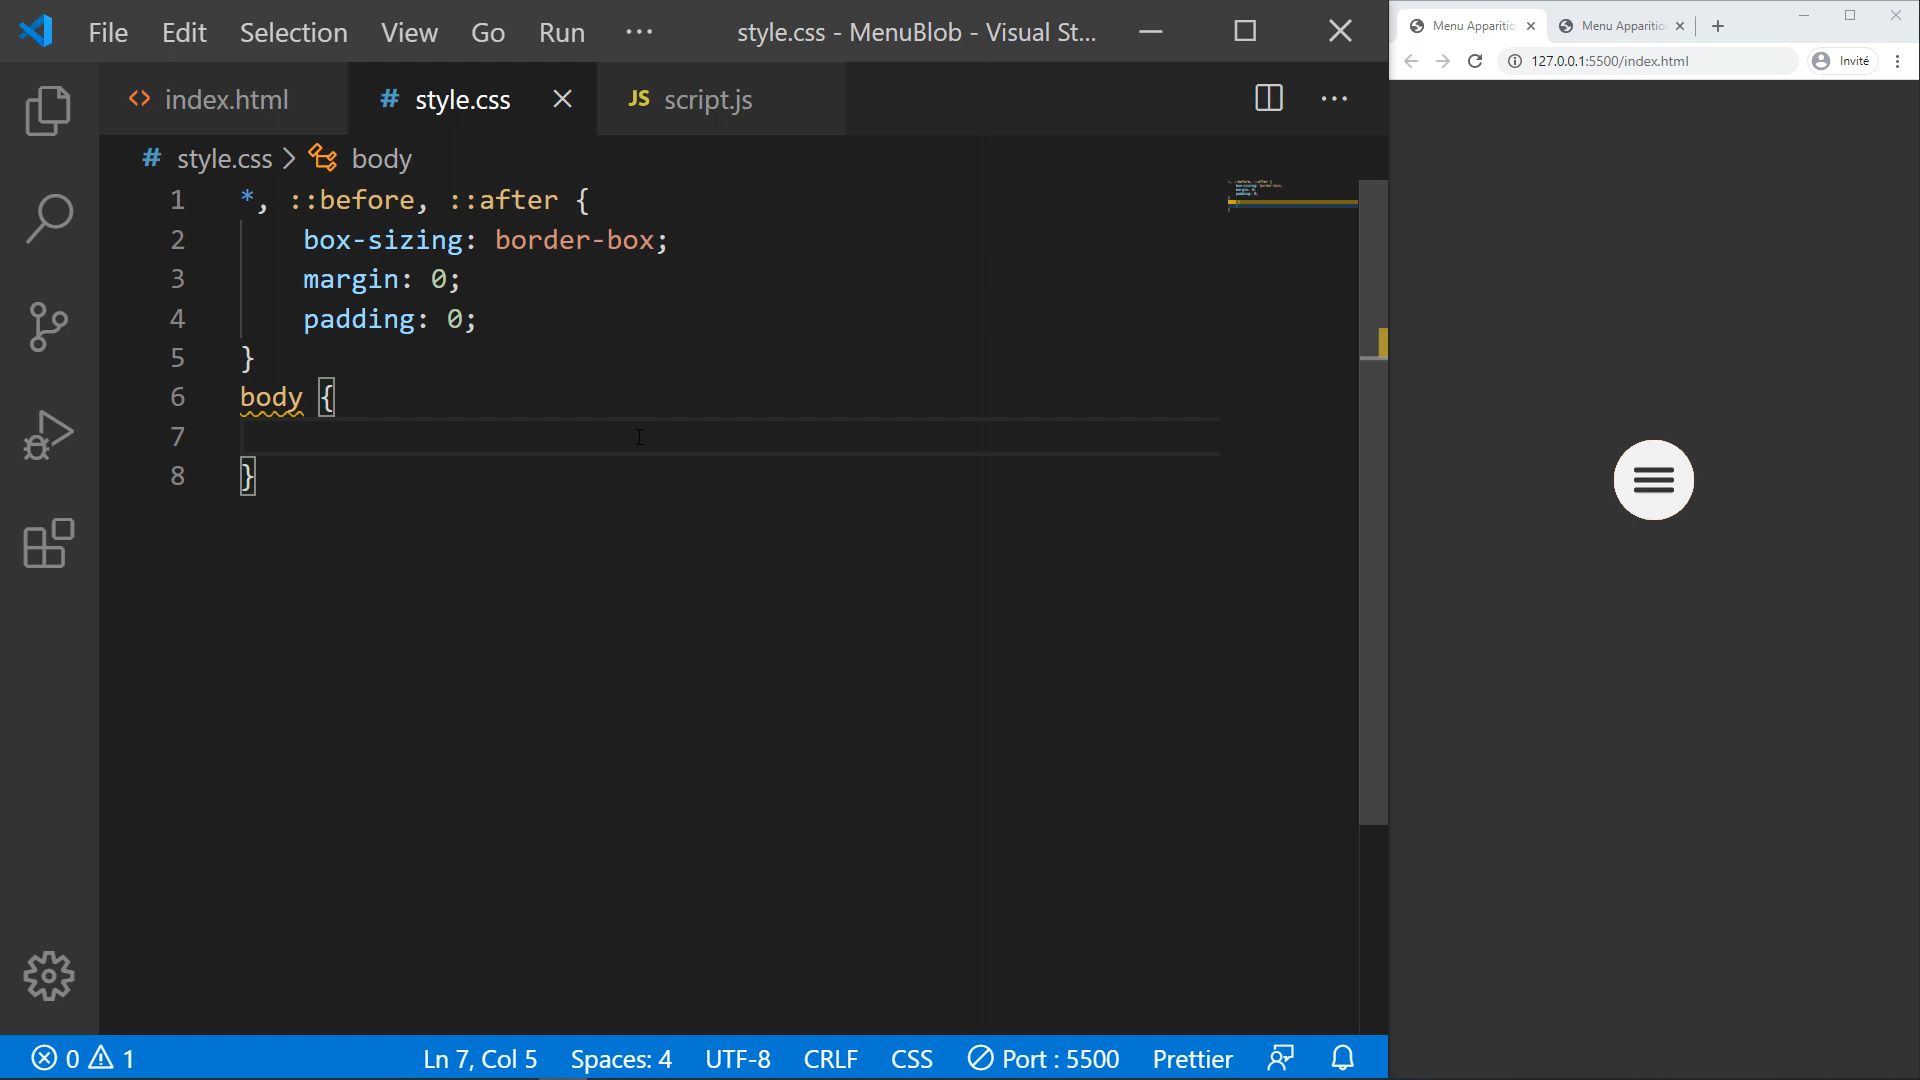 File Edit Selection View Go Run ··· style.css - MenuBlob - Visual St...
<> index.html # style.css JS script.js ···
# style.css > body
1 *, ::before, ::after {
2 box-sizing: border-box;
3 margin: 0;
4 padding: 0;
5 }
6 body {
7
8 }
0 1 Ln 7, Col 5 Spaces: 4 UTF-8 CRLF CSS Port : 5500 Prettier
Menu Apparitio Menu Apparitio
127.0.0.1:5500/index.html Invité